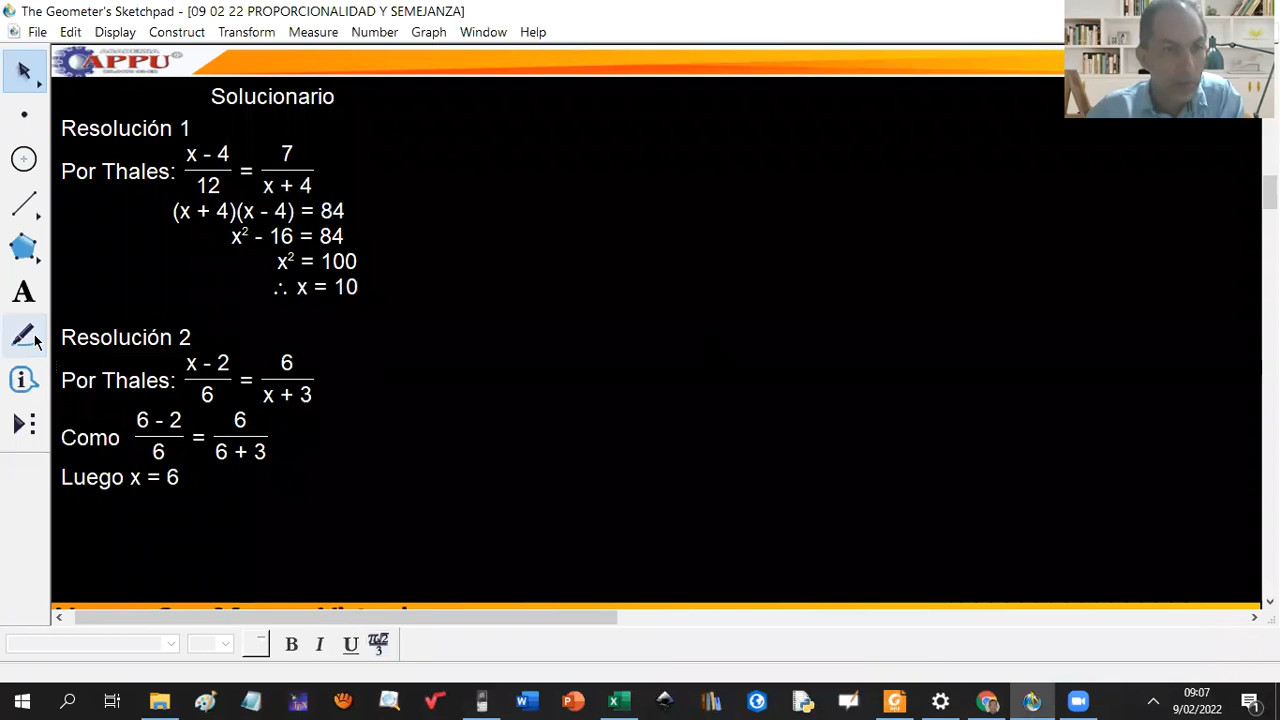 The Geometer's Sketchpad - [09 02 22 PROPORCIONALIDAD Y SEMEJANZA]
File Edit Display Construct Transform Measure Number Graph Window Help
APPU
Solucionario
Resolución 1
Por Thales: (x - 4)/12 = 7/(x + 4)
(x + 4)(x - 4) = 84
x² - 16 = 84
x² = 100
∴ x = 10
Resolución 2
Por Thales: (x - 2)/6 = 6/(x + 3)
Como (6 - 2)/6 = 6/(6 + 3)
Luego x = 6
B I U
09:07
9/02/2022